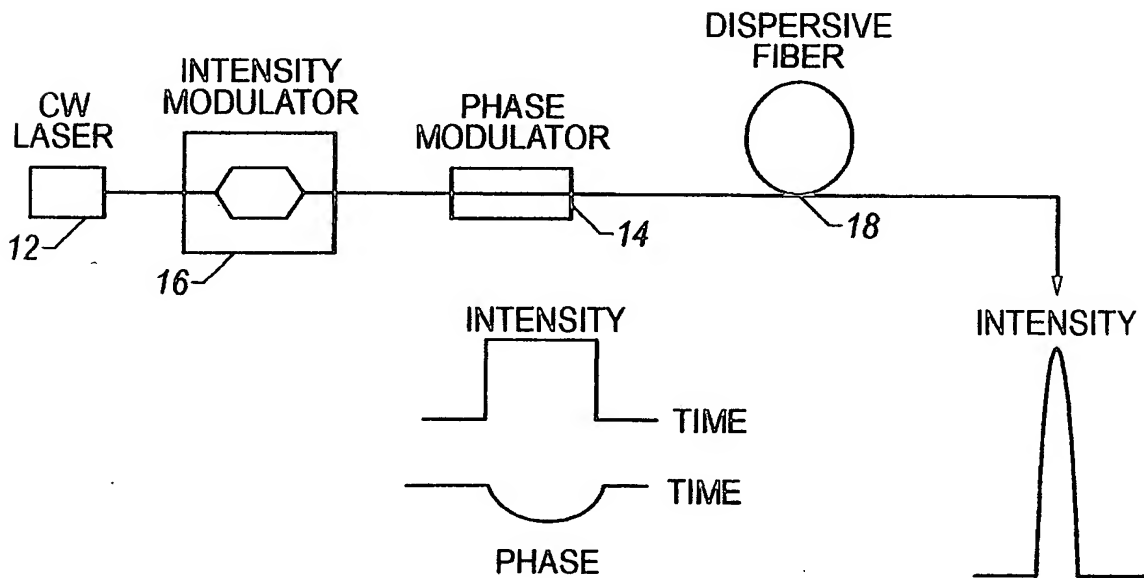 DISPERSIVE
FIBER
INTENSITY
MODULATOR
CW
LASER
PHASE
MODULATOR
12
16
14
18
INTENSITY
TIME
TIME
PHASE
INTENSITY